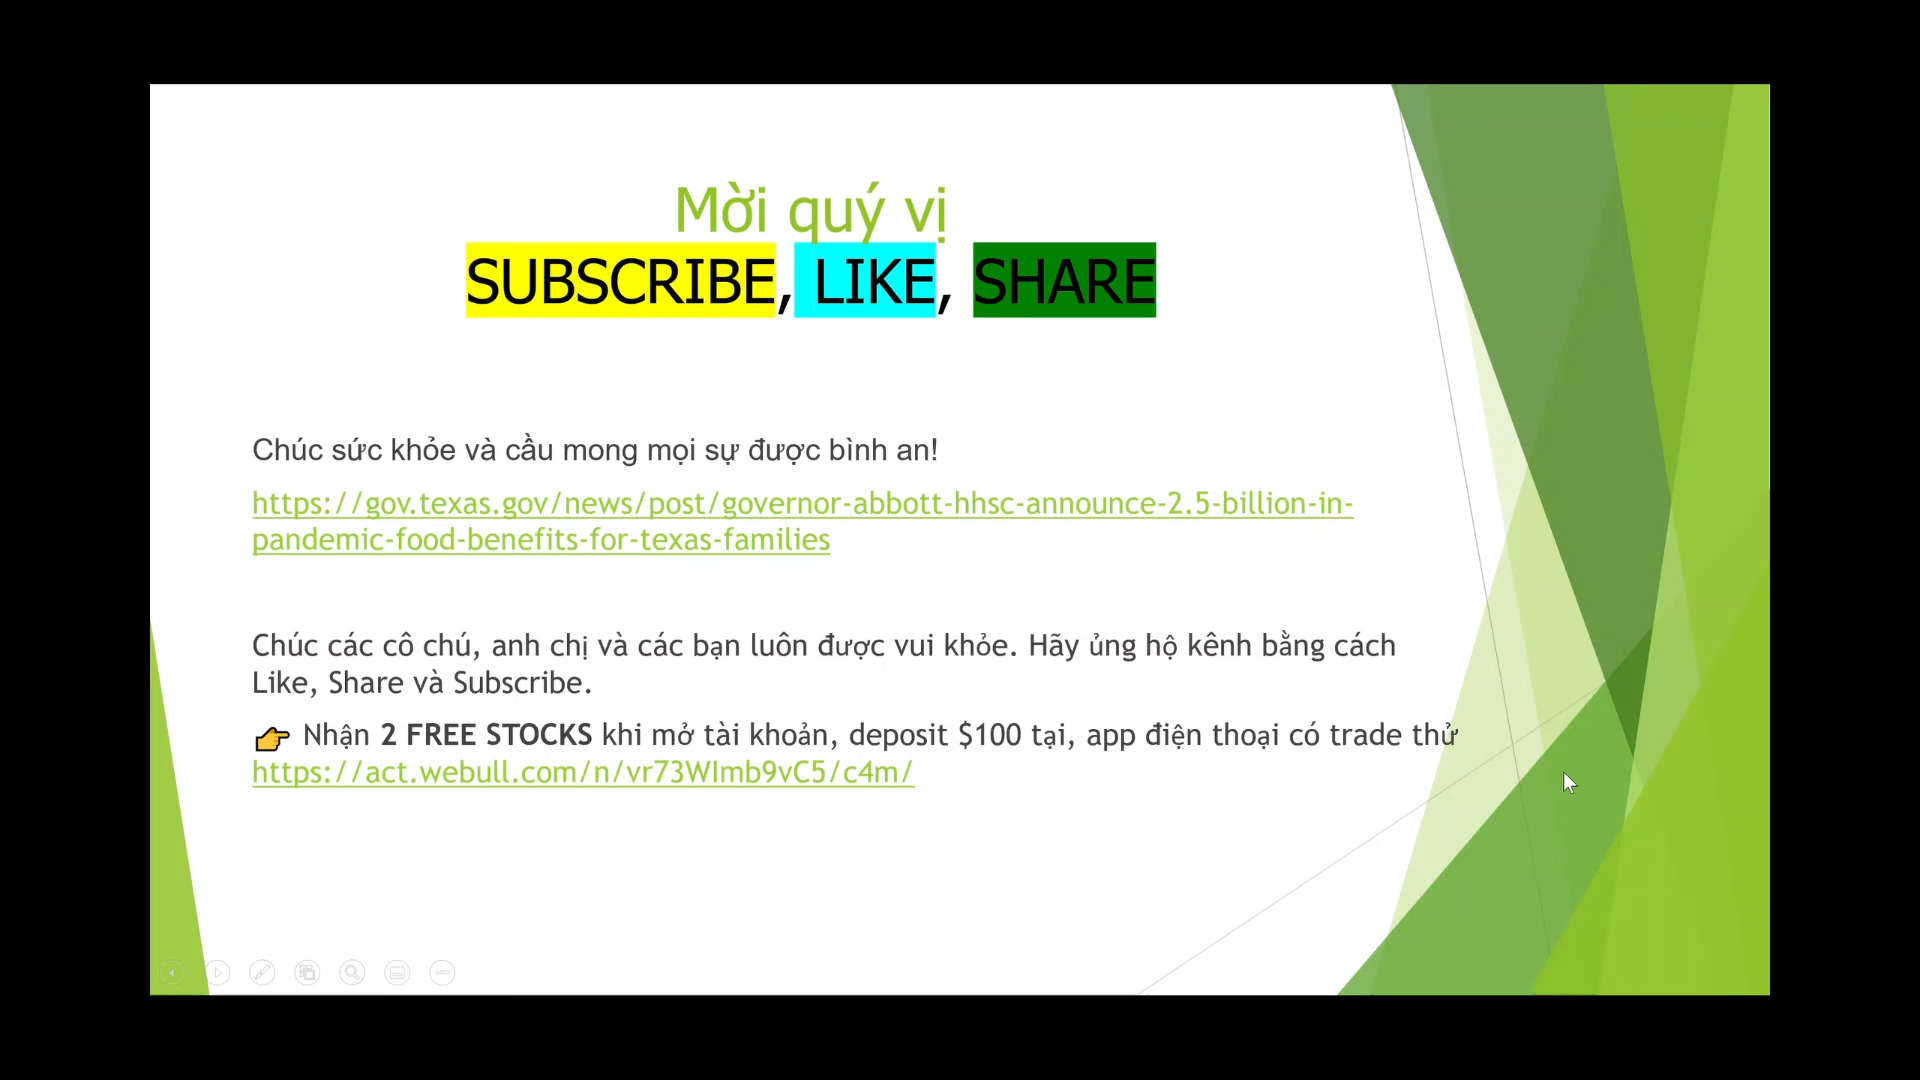 Mời quý vị
SUBSCRIBE, LIKE, SHARE
Chúc sức khỏe và cầu mong mọi sự được bình an!
https://gov.texas.gov/news/post/governor-abbott-hhsc-announce-2.5-billion-in-
pandemic-food-benefits-for-texas-families
Chúc các cô chú, anh chị và các bạn luôn được vui khỏe. Hãy ủng hộ kênh bằng cách
Like, Share và Subscribe.
👉 Nhận 2 FREE STOCKS khi mở tài khoản, deposit $100 tại, app điện thoại có trade thử
https://act.webull.com/n/vr73WImb9vC5/c4m/